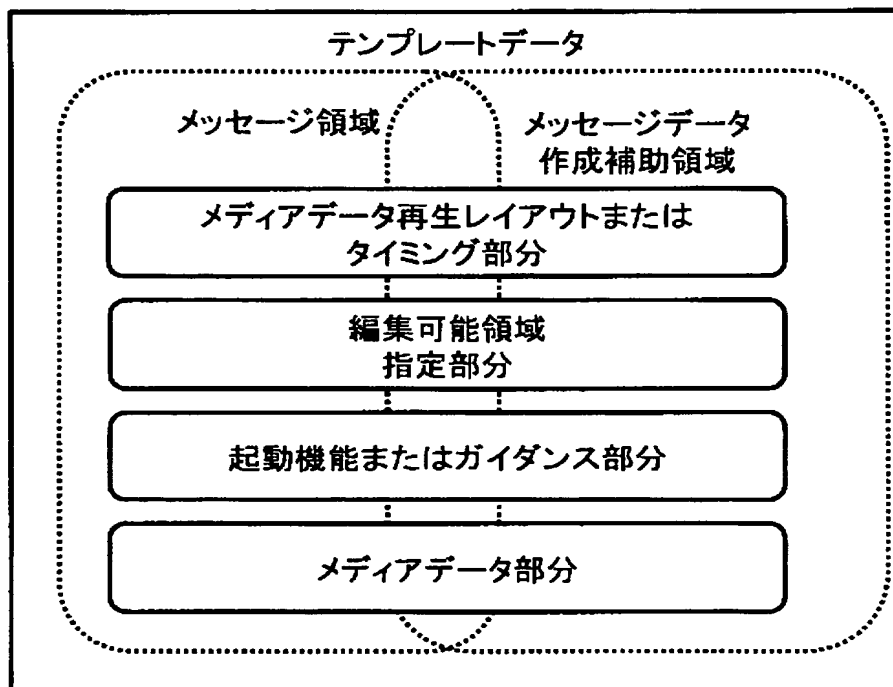 テンプレートデータ
メッセージ領域
メッセージデータ
作成補助領域
メディアデータ再生レイアウトまたは
タイミング部分
編集可能領域
指定部分
起動機能またはガイダンス部分
メディアデータ部分